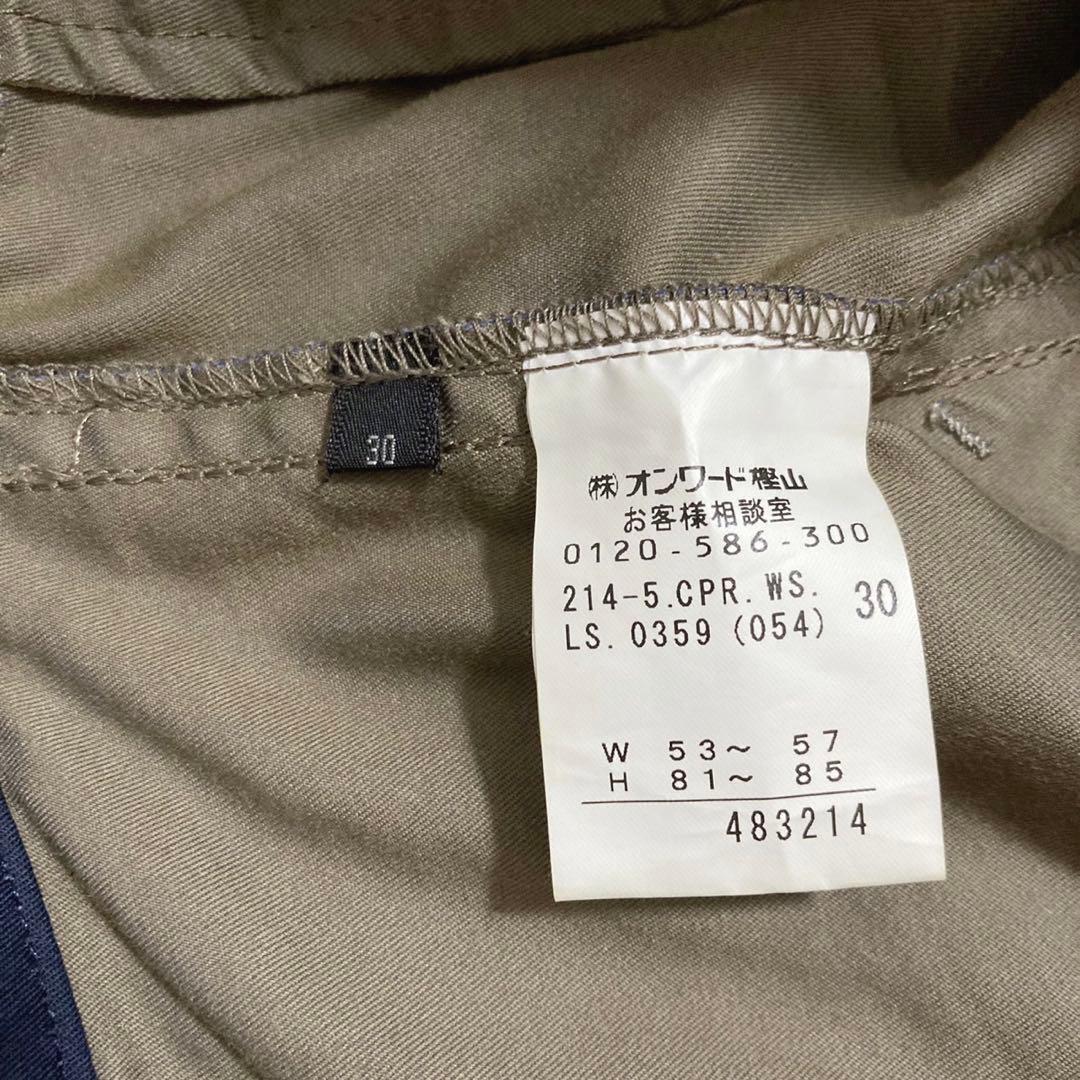 30
㈱オンワード樫山
お客様相談室
0120-586-300
214-5.CPR.WS.
LS.0359(054) 30
W 53～ 57
H 81～ 85
483214